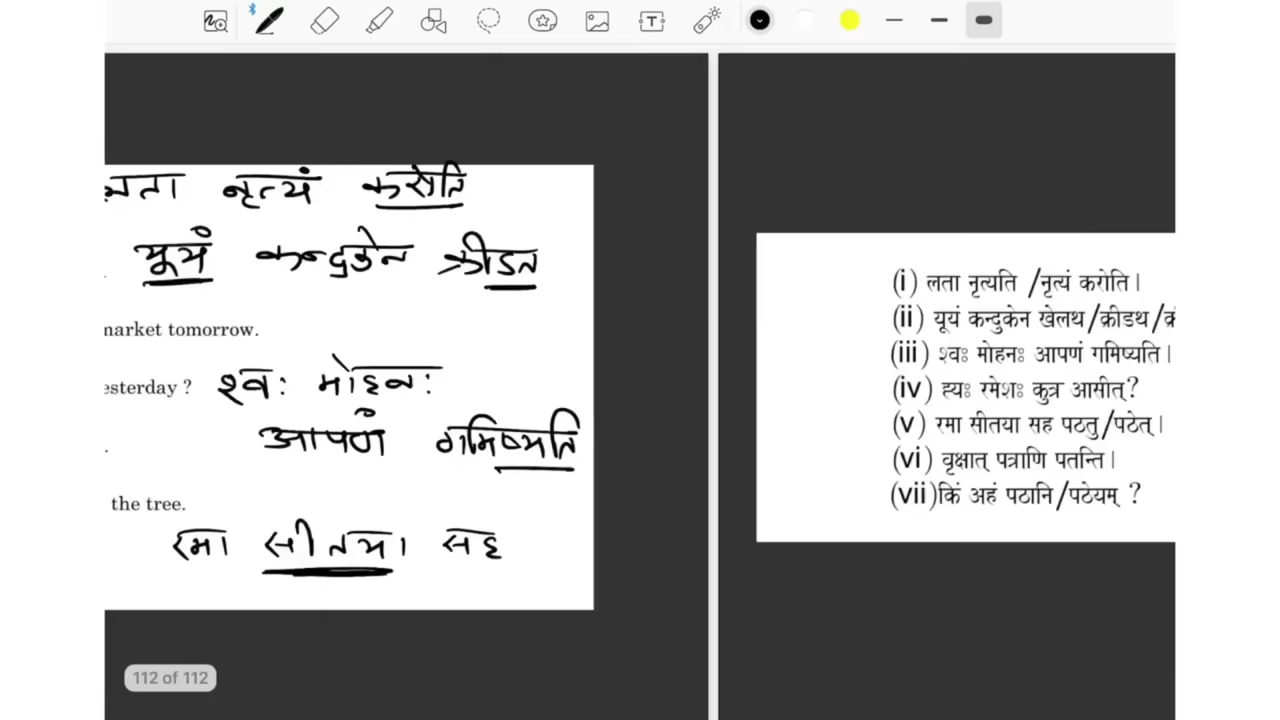 लता नृत्यं करोति
यूयं कन्दुकेन क्रीडत
market tomorrow.
esterday ? श्वः मोहनः
आपणं गमिष्यति
the tree.
रमा सीतया सह
112 of 112
(i) लता नृत्यति /नृत्यं करोति।
(ii) यूयं कन्दुकेन खेलथ/क्रीडथ/
(iii) श्वः मोहनः आपणं गमिष्यति।
(iv) ह्यः रमेशः कुत्र आसीत्?
(v) रमा सीतया सह पठतु/पठेत्।
(vi) वृक्षात् पत्राणि पतन्ति।
(vii)किं अहं पठानि/पठेयम् ?